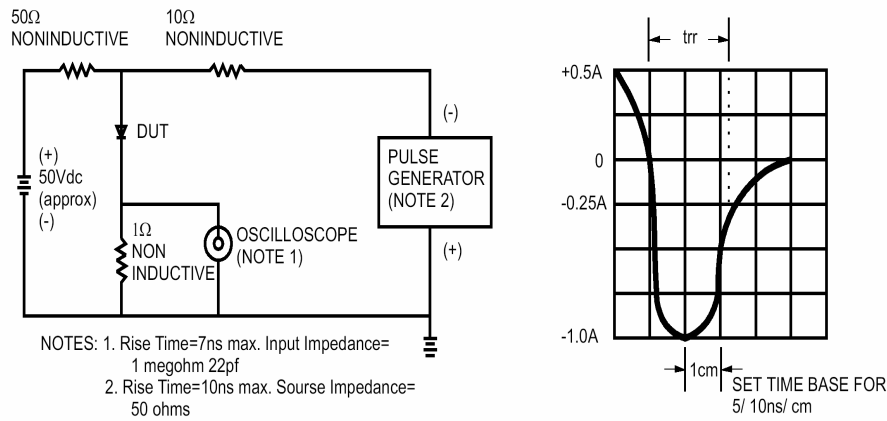 50Ω
NONINDUCTIVE
10Ω
NONINDUCTIVE
DUT
(+)
50Vdc
(approx)
(-)
1Ω
NON
INDUCTIVE
OSCILLOSCOPE
(NOTE 1)
(-)
PULSE
GENERATOR
(NOTE 2)
(+)
NOTES: 1. Rise Time=7ns max. Input Impedance=
1 megohm 22pf
2. Rise Time=10ns max. Sourse Impedance=
50 ohms
trr
+0.5A
0
-0.25A
-1.0A
1cm
SET TIME BASE FOR
5/ 10ns/ cm